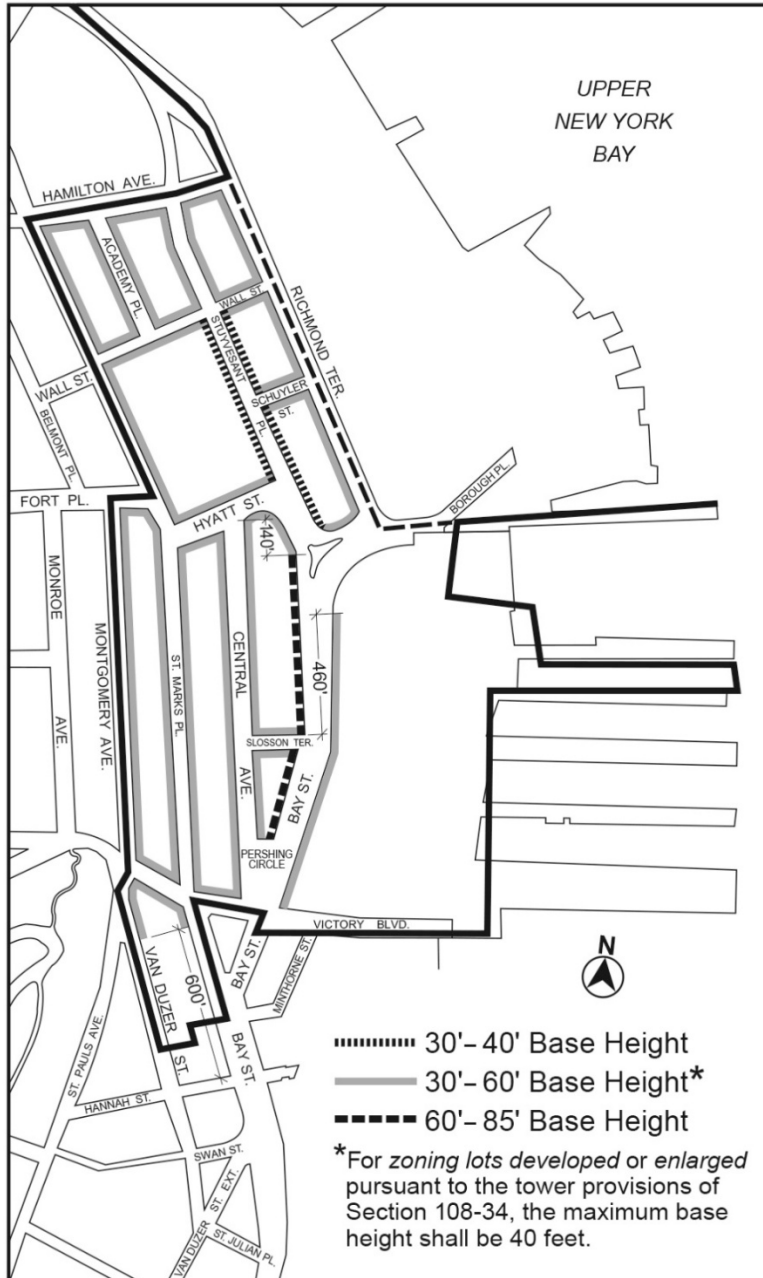 UPPER
NEW YORK
BAY
HAMILTON AVE.
ACADEMY PL.
WALL ST.
RICHMOND TER.
STUYVESANT PL.
SCHUYLER ST.
WALL ST.
BELMONT PL.
BOROUGH PL.
FORT PL.
HYATT ST.
140'
MONROE AVE.
MONTGOMERY AVE.
ST. MARKS PL.
CENTRAL AVE.
460'
SLOSSON TER.
BAY ST.
PERSHING
CIRCLE
VICTORY BLVD.
BAY ST.
MINTHORNE ST.
N
VAN DUZER ST.
600'
BAY ST.
ST. PAULS AVE.
HANNAH ST.
SWAN ST.
VAN DUZER ST. EXT.
ST. JULIAN PL.
30'– 40' Base Height
30'– 60' Base Height*
60'– 85' Base Height
*For zoning lots developed or enlarged
pursuant to the tower provisions of
Section 108-34, the maximum base
height shall be 40 feet.